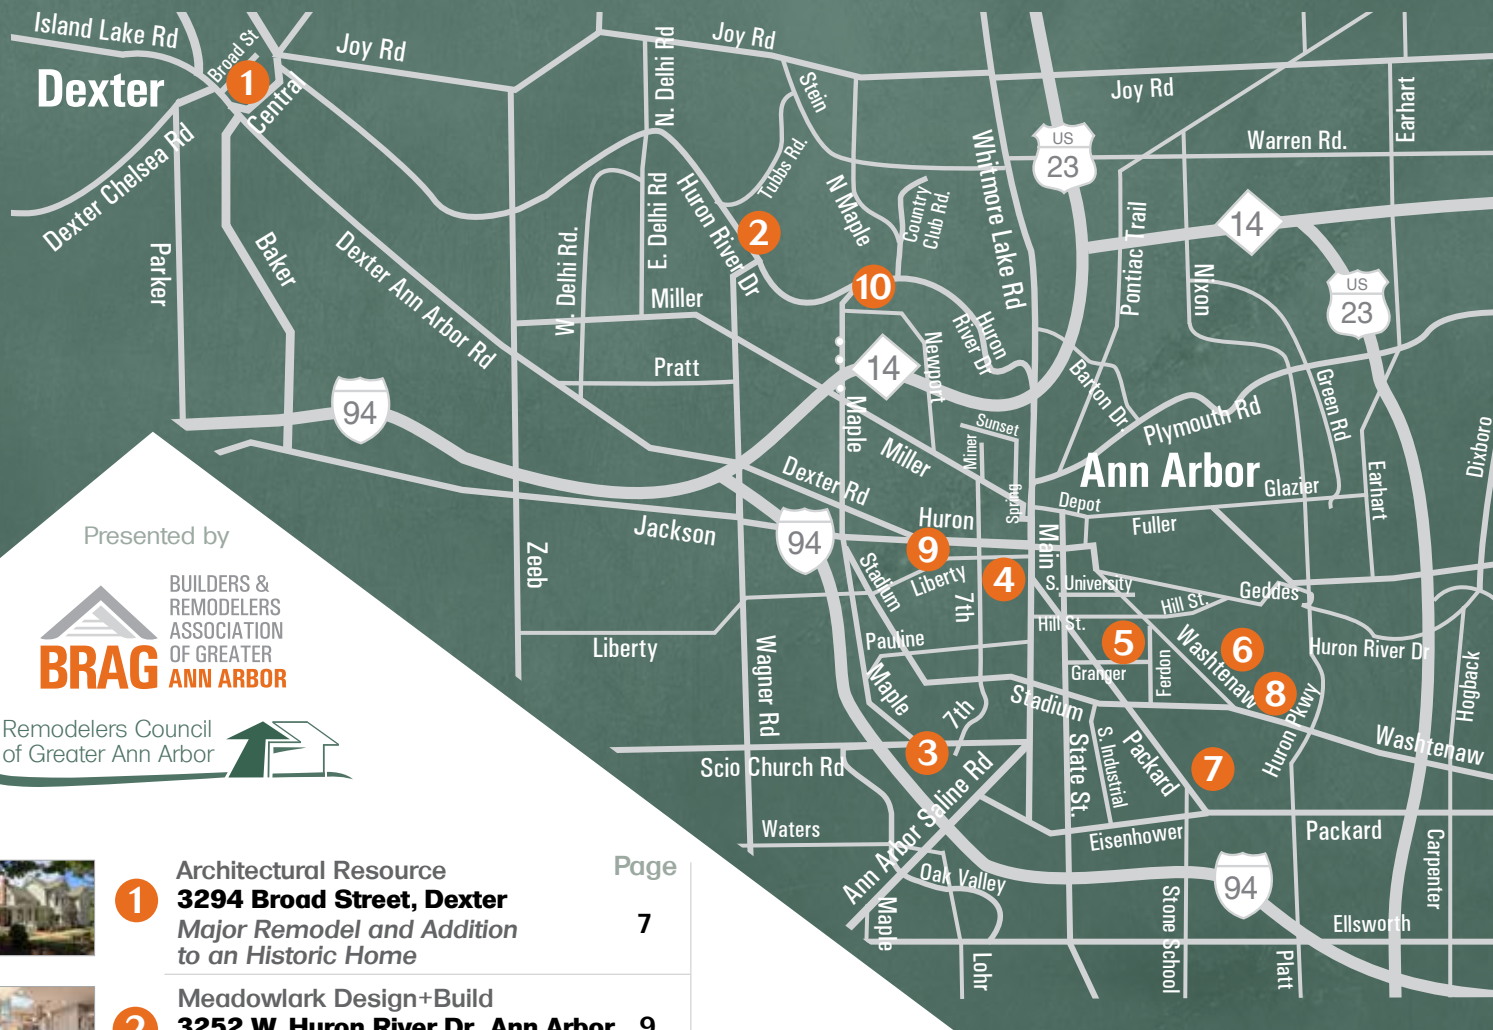 Island Lake Rd
Broad St
Joy Rd
Dexter
1
Central
N. Delhi Rd
Joy Rd
Stein
Joy Rd
Earhart
US
23
Warren Rd.
Whitmore Lake Rd
Dexter Chelsea Rd
Tubbs Rd.
N Maple
Country
Club Rd.
Huron River Dr
E. Delhi Rd
2
14
Pontiac Trail
Parker
Baker
Dexter Ann Arbor Rd
W. Delhi Rd.
Miller
10
Nixon
US
23
Huron
River Dr
Newport
14
Pratt
Barton Dr.
Green Rd
94
Maple
Plymouth Rd
Sunset
Miner
Miller
Spring
Ann Arbor
Dixboro
Dexter Rd
Glazier
Earhart
Depot
Fuller
Jackson
94
Huron
9
Main
Zeeb
Stadium
Liberty
4
7th
S. University
Geddes
Hill St.
Hill St.
Liberty
Pauline
5
Washtenaw
6
Huron River Dr
Wagner Rd
Maple
Granger
Ferdon
8
Hogback
7th
Stadium
Huron Pkwy
Washtenaw
Scio Church Rd
3
State St.
S. Industrial
Packard
7
Ann Arbor Saline Rd
Waters
Eisenhower
Packard
Carpenter
Oak Valley
94
Maple
Lohr
Stone School
Platt
Ellsworth
Presented by
BRAG
BUILDERS &
REMODELERS
ASSOCIATION
OF GREATER
ANN ARBOR
Remodelers Council
of Greater Ann Arbor
Page
1
Architectural Resource
3294 Broad Street, Dexter
Major Remodel and Addition
to an Historic Home
7
2
Meadowlark Design+Build
3252 W. Huron River Dr., Ann Arbor 9